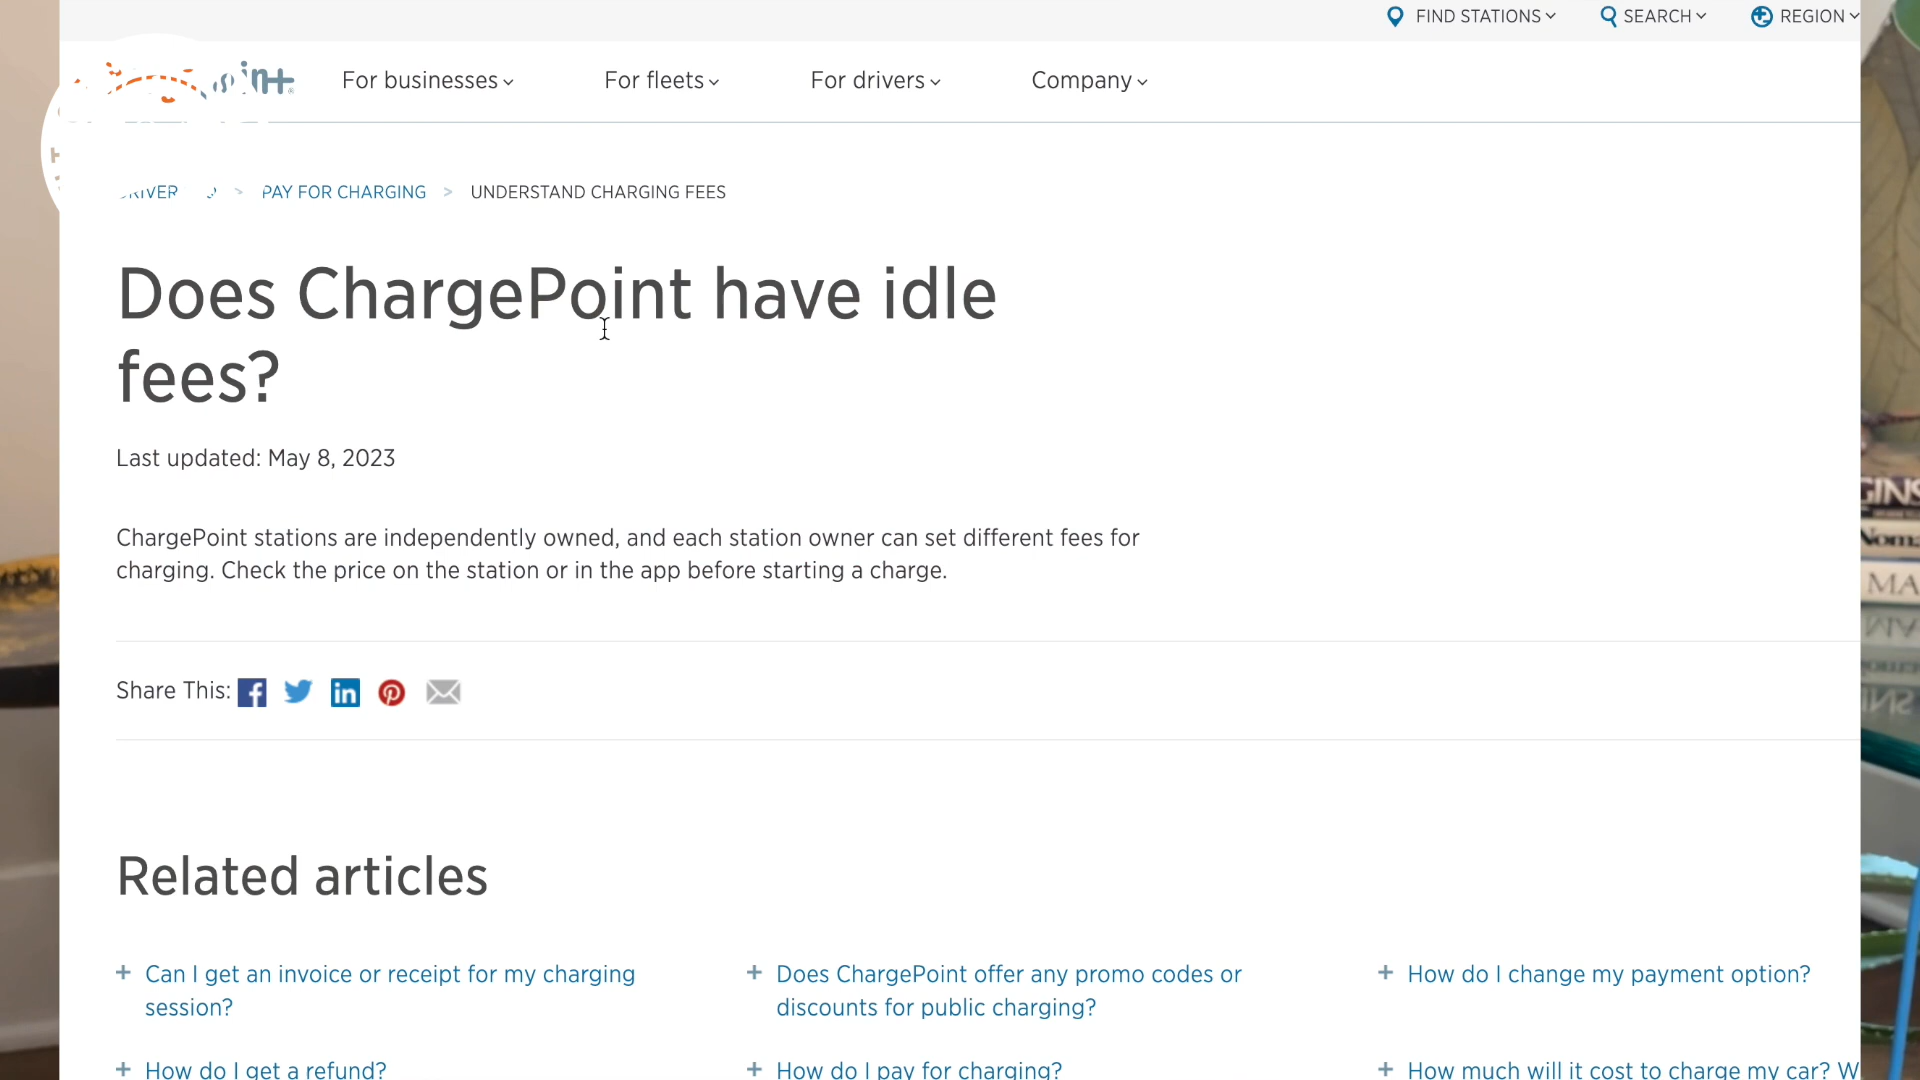 FIND STATIONS
SEARCH
REGION
For businesses
For fleets
For drivers
Company
> PAY FOR CHARGING > UNDERSTAND CHARGING FEES
Does ChargePoint have idle
fees?
Last updated: May 8, 2023
ChargePoint stations are independently owned, and each station owner can set different fees for
charging. Check the price on the station or in the app before starting a charge.
Share This:
Related articles
+ Can I get an invoice or receipt for my charging
session?
+ Does ChargePoint offer any promo codes or
discounts for public charging?
+ How do I change my payment option?
+ How do I get a refund?
+ How do I pay for charging?
+ How much will it cost to charge my car? W